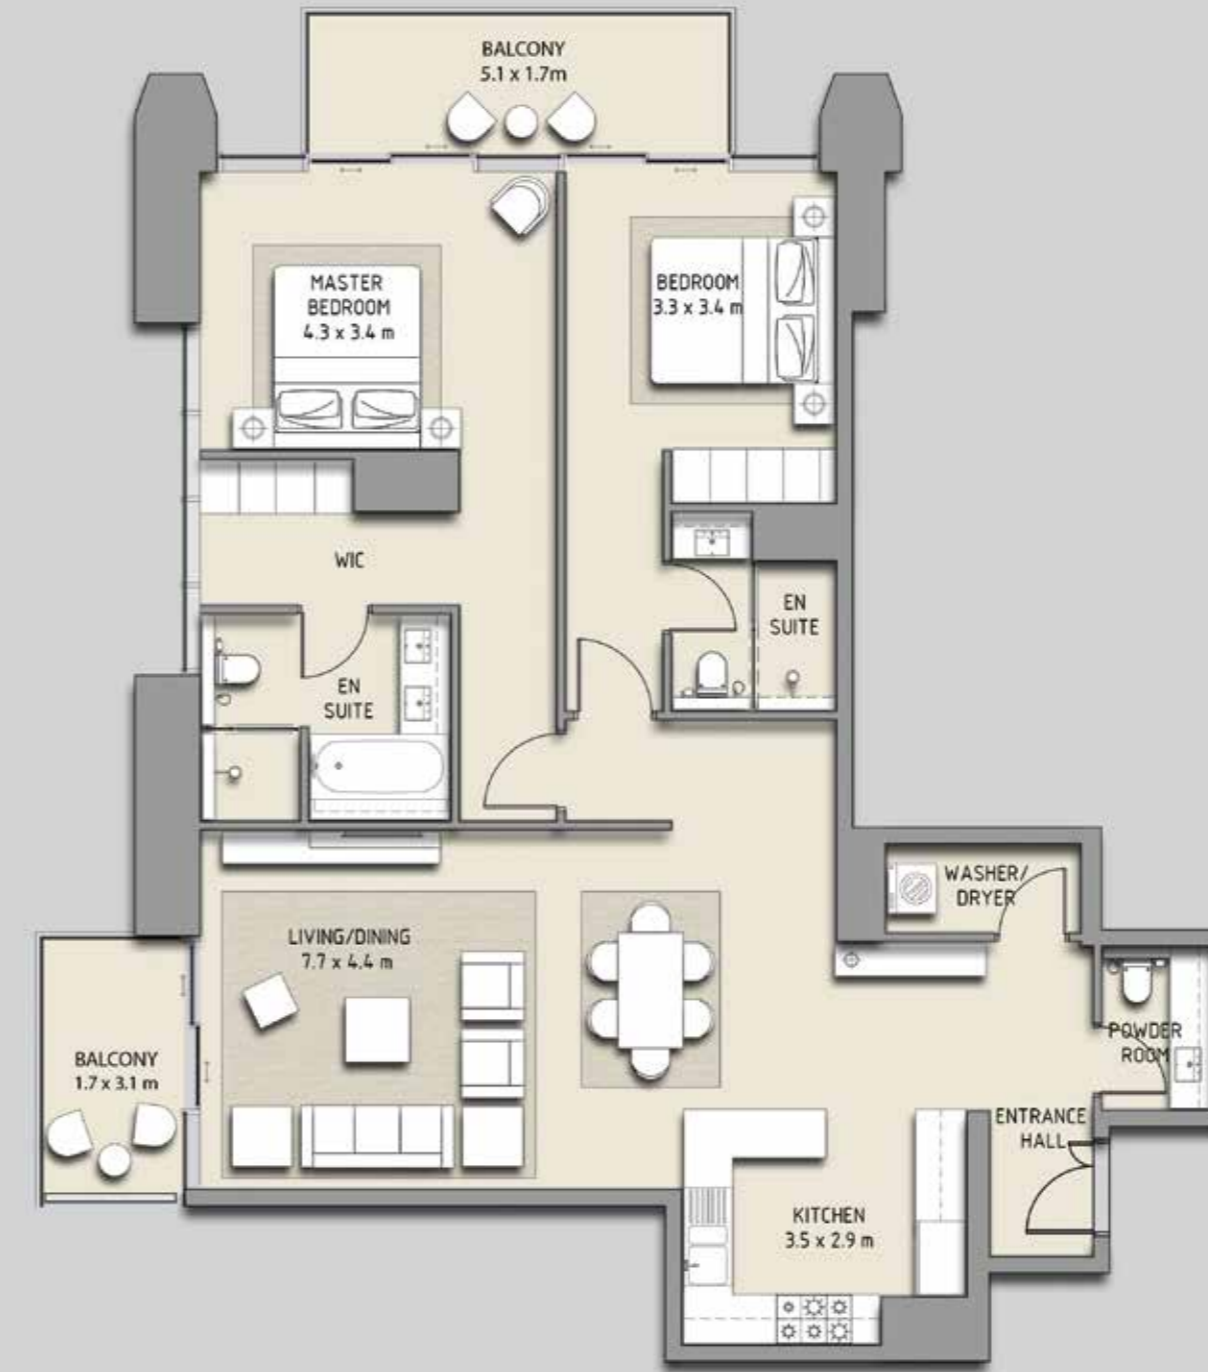 BALCONY
5.1 x 1.7m
MASTER
BEDROOM
4.3 x 3.4 m
BEDROOM
3.3 x 3.4 m
WIC
EN
SUITE
EN
SUITE
WASHER/
DRYER
LIVING/DINING
7.7 x 4.4 m
POWDER
ROOM
BALCONY
1.7 x 3.1 m
ENTRANCE
HALL
KITCHEN
3.5 x 2.9 m